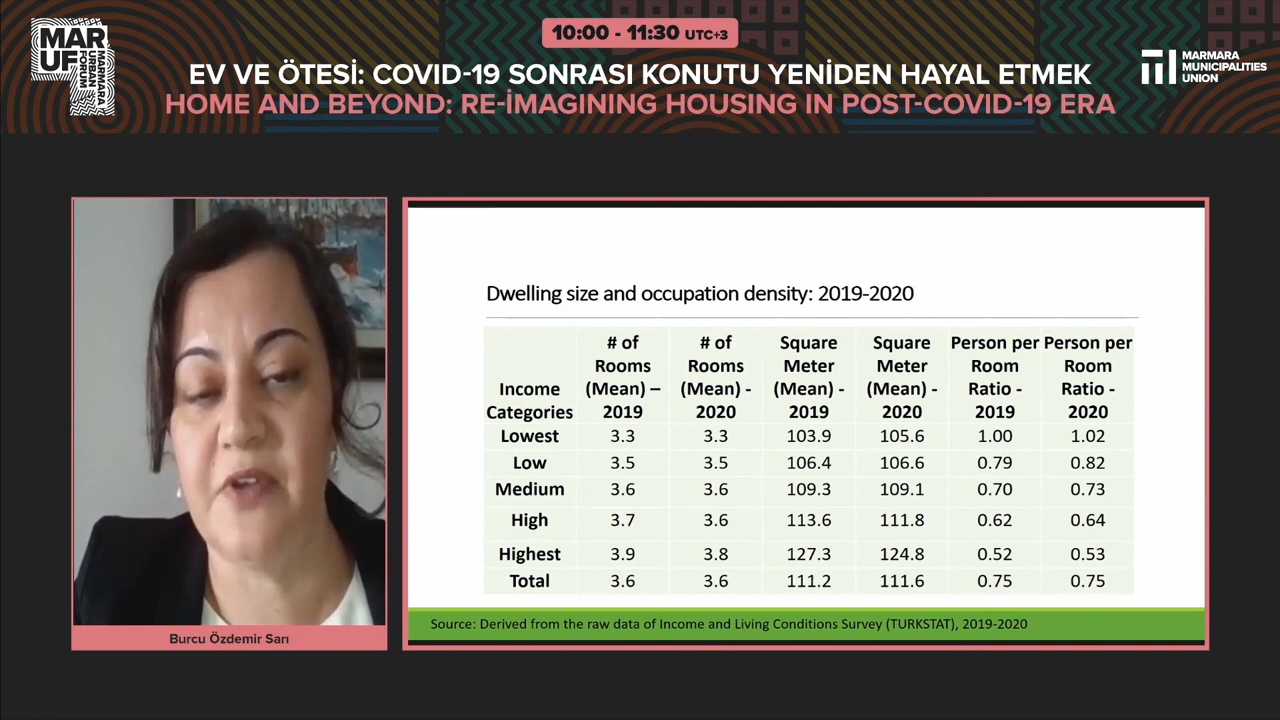 MAR
UF
MARMARA
URBAN
FORUM
10:00 - 11:30 UTC+3
EV VE ÖTESİ: COVID-19 SONRASI KONUTU YENİDEN HAYAL ETMEK
HOME AND BEYOND: RE-İMAGINING HOUSING IN POST-COVID-19 ERA
MARMARA
MUNICIPALITIES
UNION
Dwelling size and occupation density: 2019-2020
Income Categories # of Rooms (Mean) – 2019 # of Rooms (Mean) - 2020 Square Meter (Mean) - 2019 Square Meter (Mean) - 2020 Person per Room Ratio - 2019 Person per Room Ratio - 2020
Lowest 3.3 3.3 103.9 105.6 1.00 1.02
Low 3.5 3.5 106.4 106.6 0.79 0.82
Medium 3.6 3.6 109.3 109.1 0.70 0.73
High 3.7 3.6 113.6 111.8 0.62 0.64
Highest 3.9 3.8 127.3 124.8 0.52 0.53
Total 3.6 3.6 111.2 111.6 0.75 0.75
Source: Derived from the raw data of Income and Living Conditions Survey (TURKSTAT), 2019-2020
Burcu Özdemir Sarı